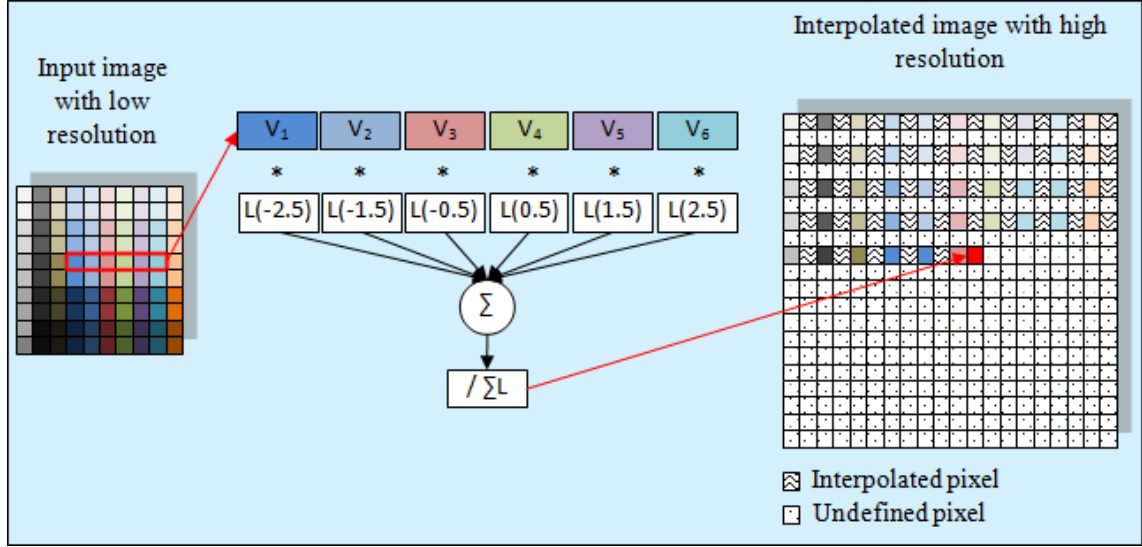 Input image
with low
resolution
Interpolated image with high
resolution
V₁ V₂ V₃ V₄ V₅ V₆
* * * * * *
L(-2.5) L(-1.5) L(-0.5) L(0.5) L(1.5) L(2.5)
∑
/ ∑L
Interpolated pixel
Undefined pixel